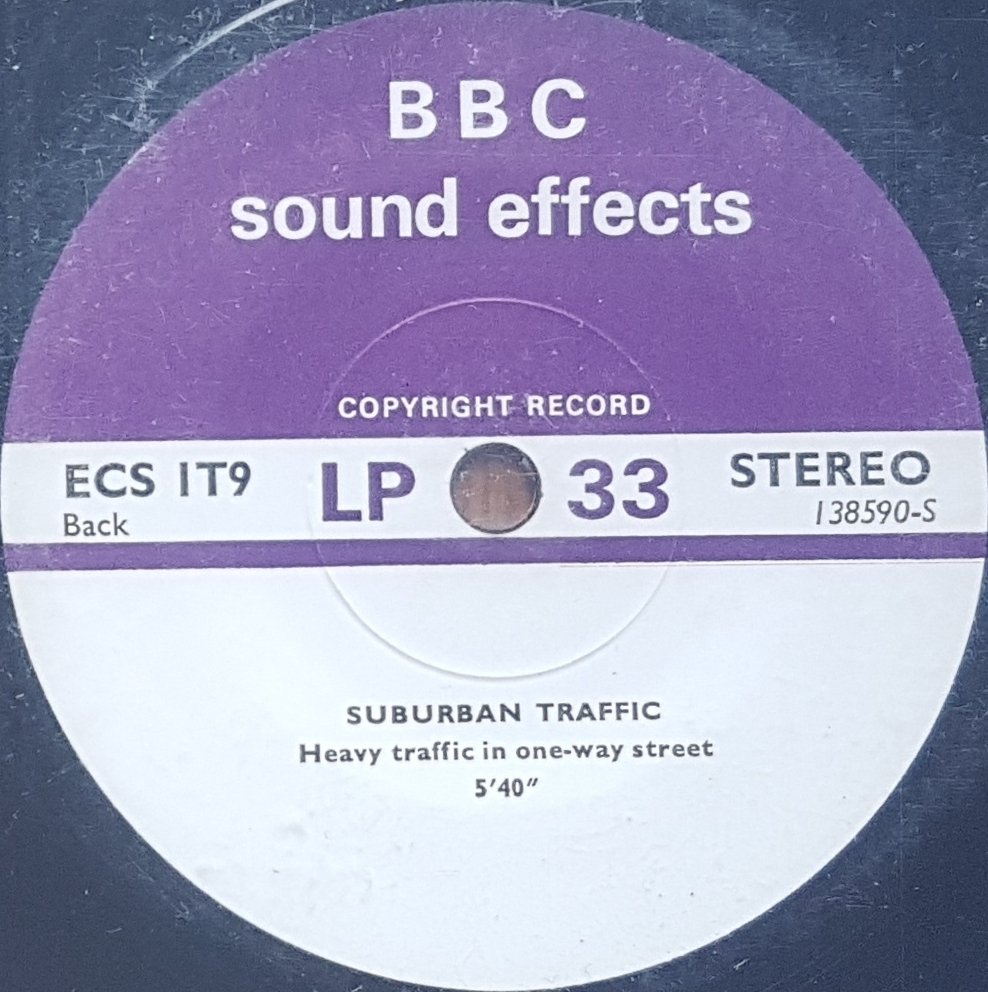 BBC
sound effects
COPYRIGHT RECORD
ECS 1T9
Back
LP 33
STEREO
138590-S
SUBURBAN TRAFFIC
Heavy traffic in one-way street
5'40"